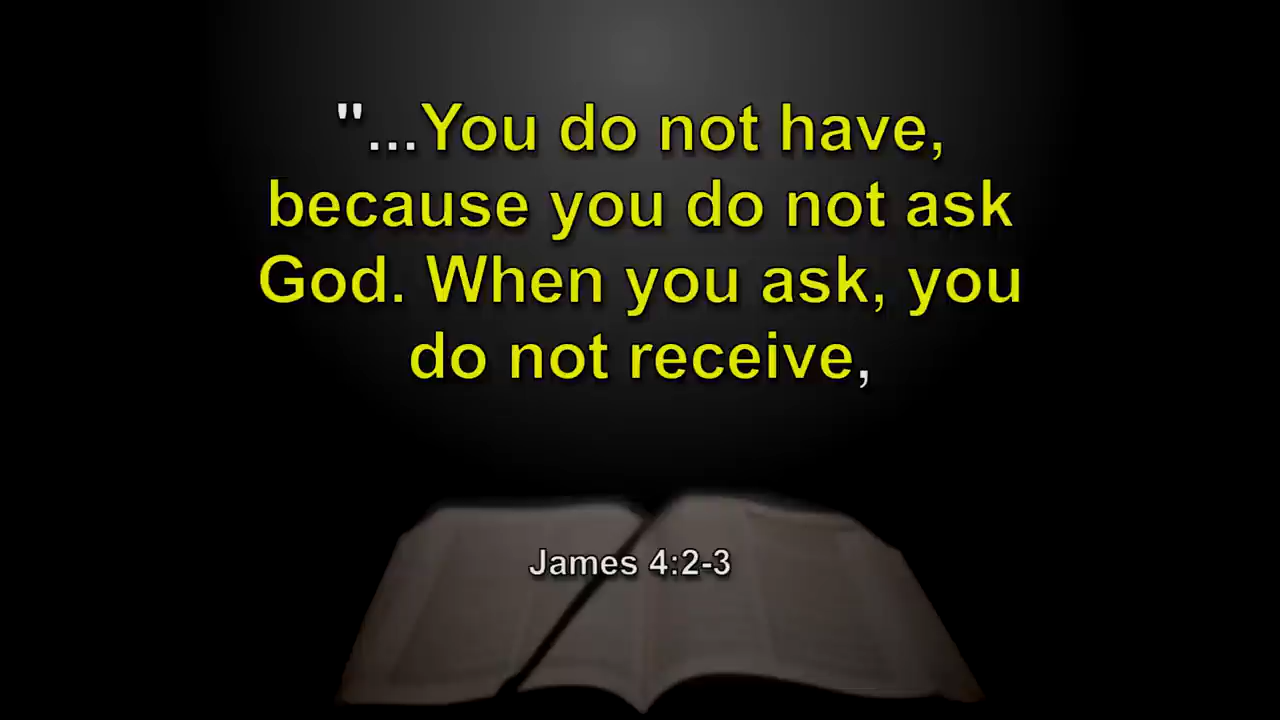 "...You do not have,
because you do not ask
God. When you ask, you
do not receive,
James 4:2-3